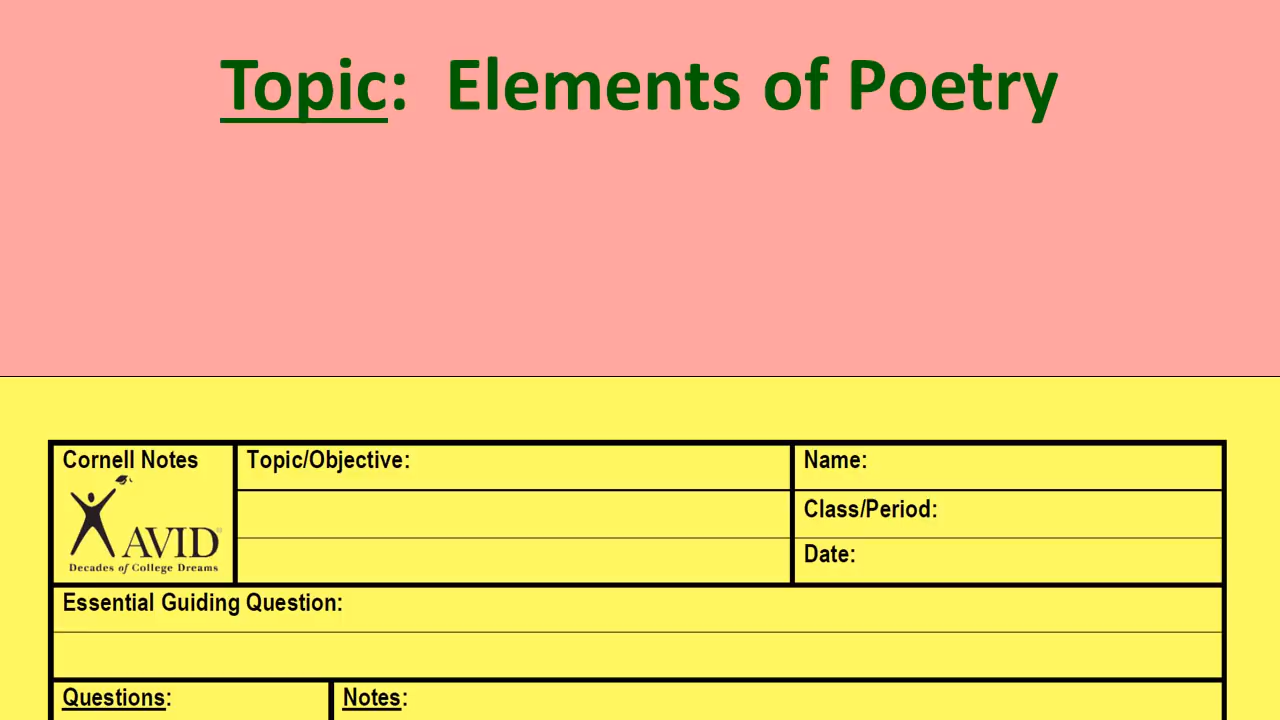 Topic: Elements of Poetry
Cornell Notes
Topic/Objective:
Name:
Class/Period:
Date:
AVID®
Decades of College Dreams
Essential Guiding Question:
Questions:
Notes: